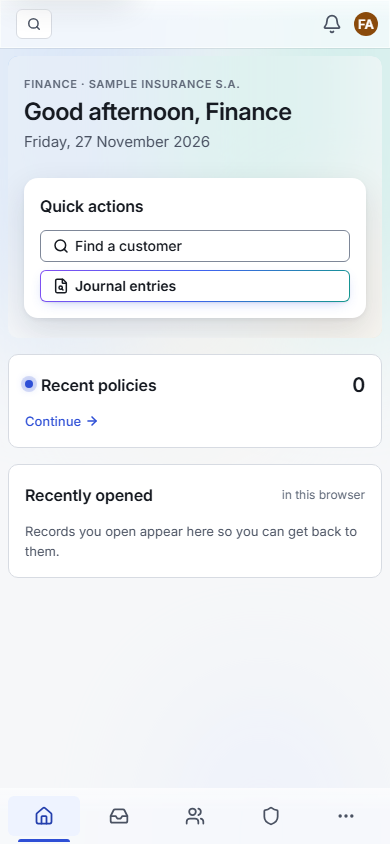 FA
FINANCE · SAMPLE INSURANCE S.A.
Good afternoon, Finance
Friday, 27 November 2026
Quick actions
Find a customer
Journal entries
Recent policies 0
Continue →
Recently opened in this browser
Records you open appear here so you can get back to
them.